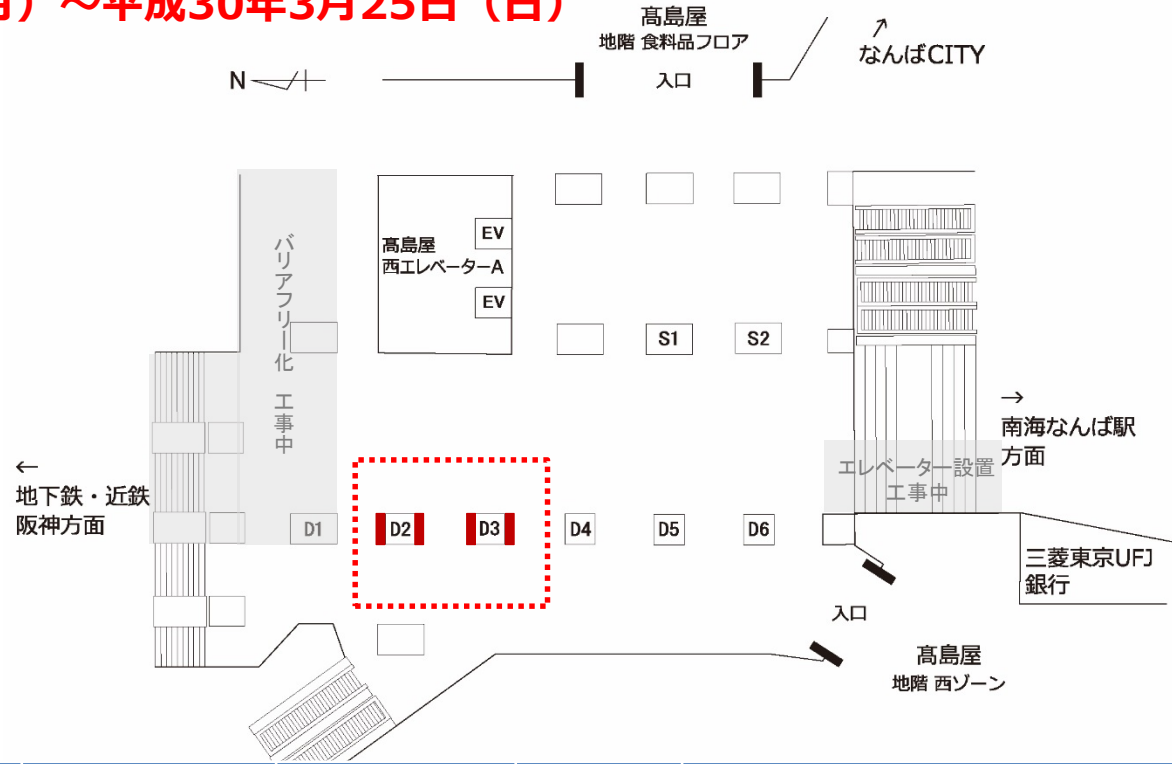 月）～平成30年3月25日（日）
髙島屋
地階 食料品フロア
入口
↗
なんばCITY
N
バリアフリー化 工事中
髙島屋
西エレベーターA
EV
EV
S1
S2
→
南海なんば駅
方面
エレベーター設置
工事中
←
地下鉄・近鉄
阪神方面
D1
D2
D3
D4
D5
D6
三菱東京UFJ
銀行
入口
髙島屋
地階 西ゾーン